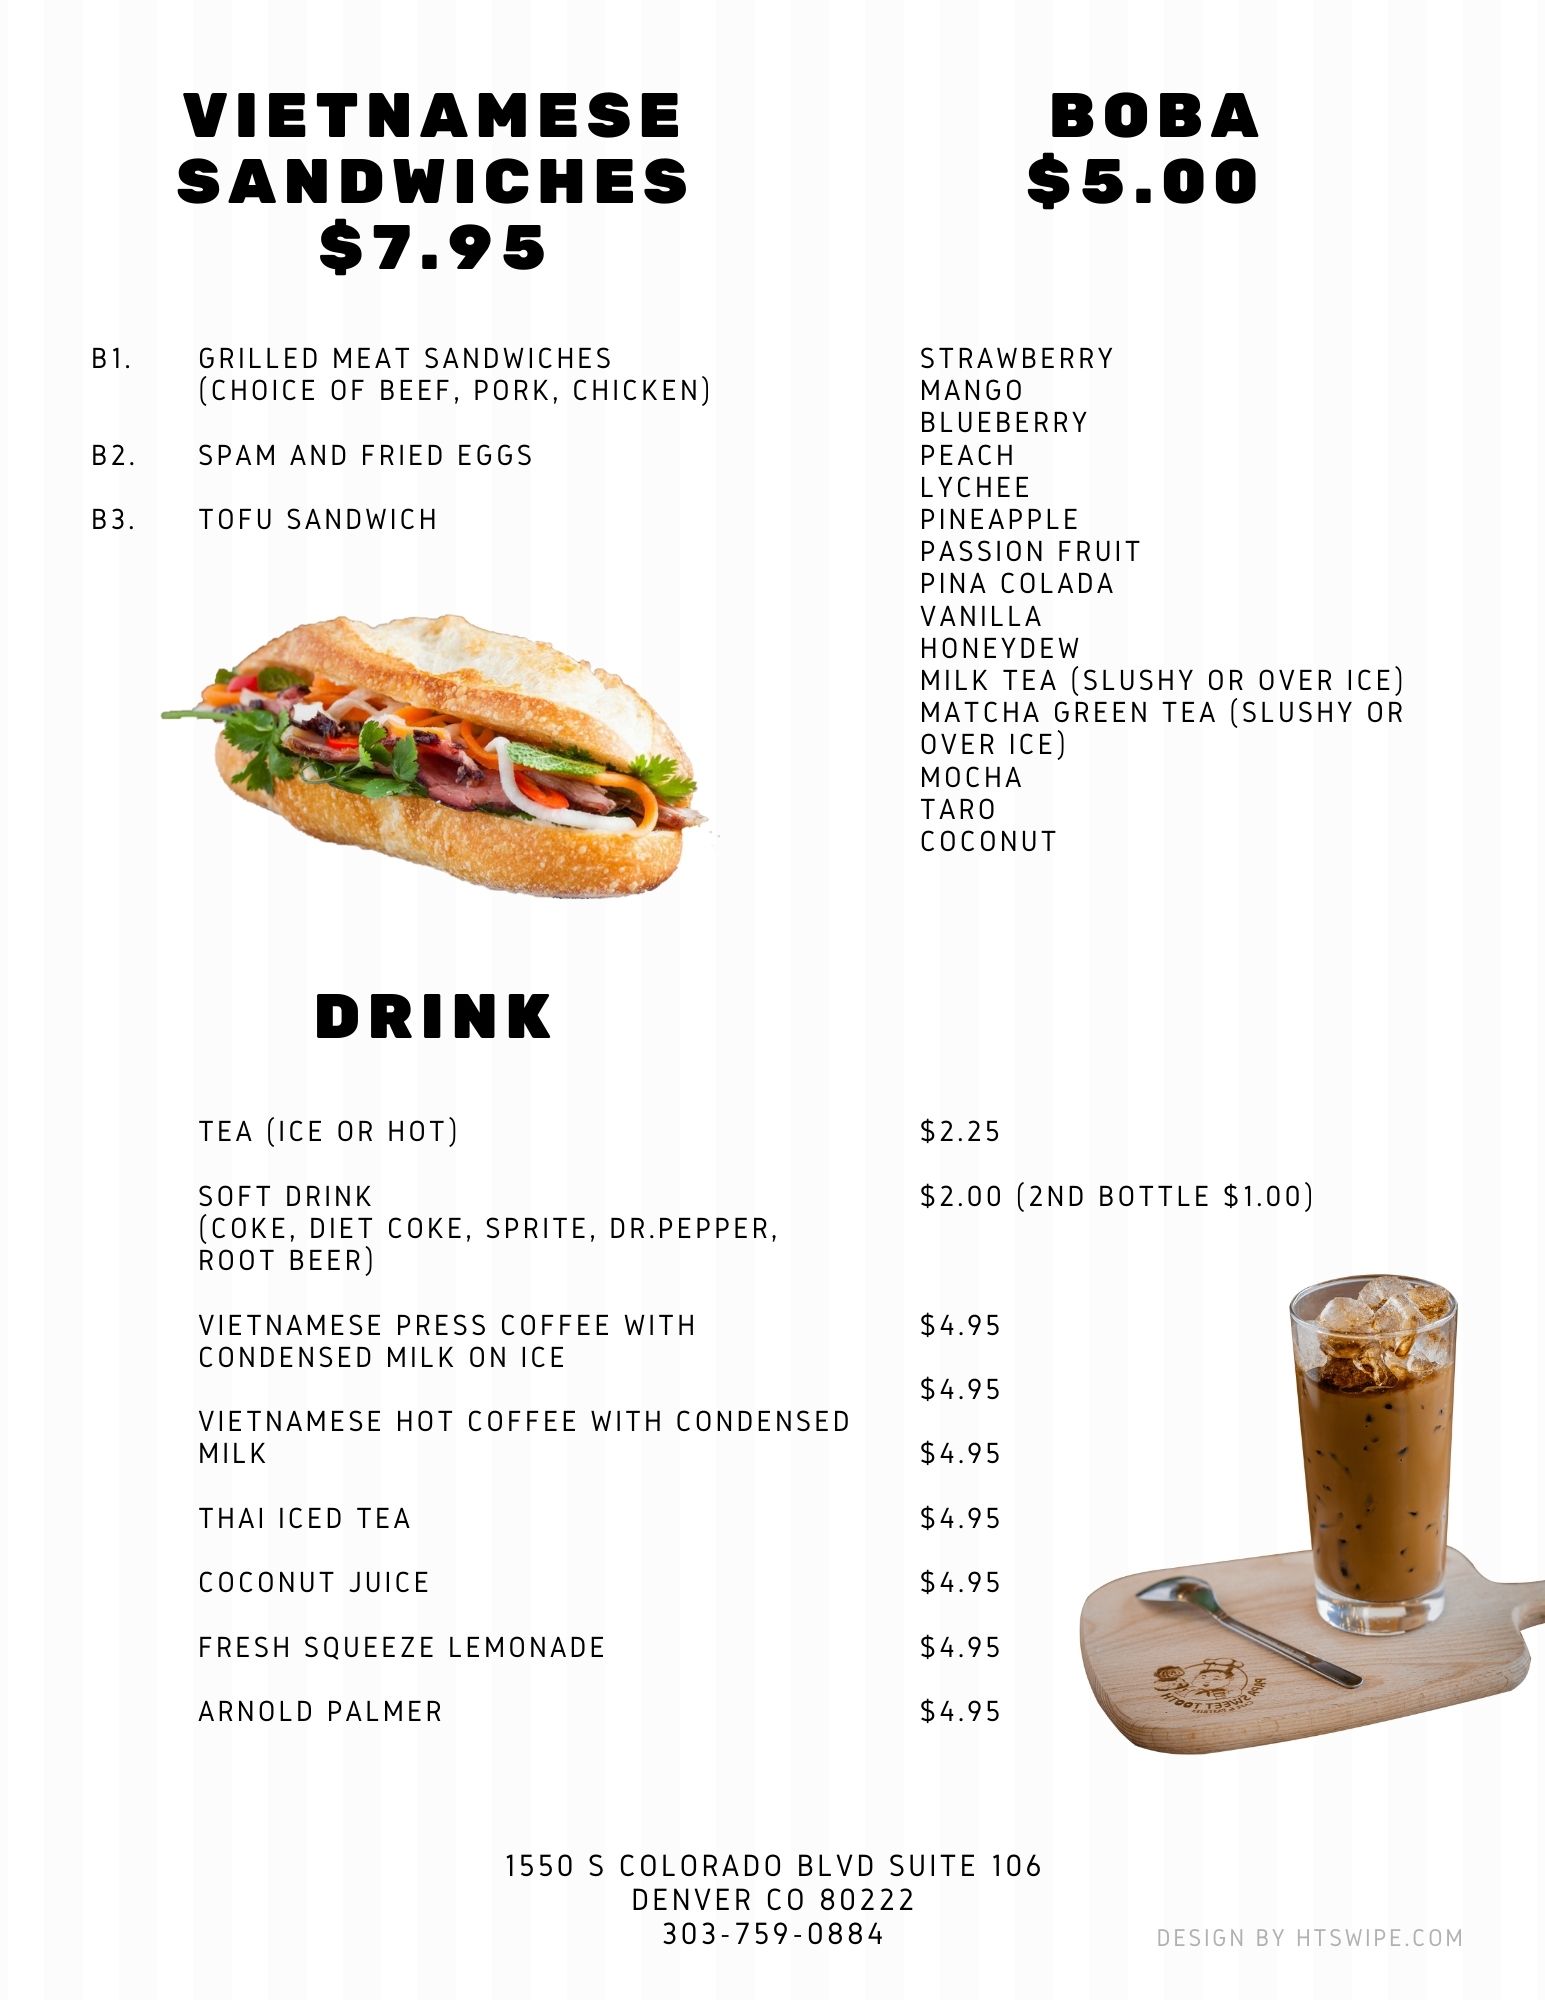 VIETNAMESE
SANDWICHES
$7.95
B1. GRILLED MEAT SANDWICHES
(CHOICE OF BEEF, PORK, CHICKEN)
B2. SPAM AND FRIED EGGS
B3. TOFU SANDWICH
BOBA
$5.00
STRAWBERRY
MANGO
BLUEBERRY
PEACH
LYCHEE
PINEAPPLE
PASSION FRUIT
PINA COLADA
VANILLA
HONEYDEW
MILK TEA (SLUSHY OR OVER ICE)
MATCHA GREEN TEA (SLUSHY OR
OVER ICE)
MOCHA
TARO
COCONUT
DRINK
TEA (ICE OR HOT) $2.25
SOFT DRINK $2.00 (2ND BOTTLE $1.00)
(COKE, DIET COKE, SPRITE, DR.PEPPER,
ROOT BEER)
VIETNAMESE PRESS COFFEE WITH $4.95
CONDENSED MILK ON ICE
$4.95
VIETNAMESE HOT COFFEE WITH CONDENSED
MILK $4.95
THAI ICED TEA $4.95
COCONUT JUICE $4.95
FRESH SQUEEZE LEMONADE $4.95
ARNOLD PALMER $4.95
PAPA SWEET TOOTH
1550 S COLORADO BLVD SUITE 106
DENVER CO 80222
303-759-0884
DESIGN BY HTSWIPE.COM